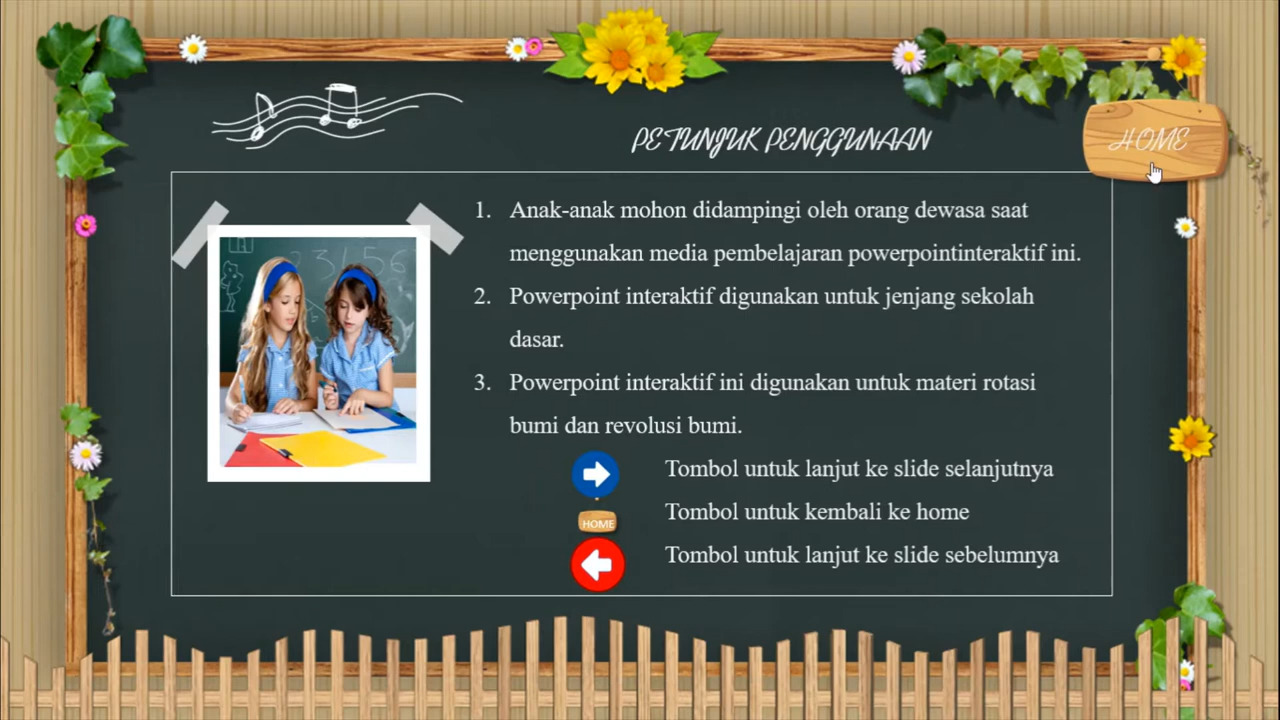 PETUNJUK PENGGUNAAN
HOME
1. Anak-anak mohon didampingi oleh orang dewasa saat
menggunakan media pembelajaran powerpointinteraktif ini.
2. Powerpoint interaktif digunakan untuk jenjang sekolah
dasar.
3. Powerpoint interaktif ini digunakan untuk materi rotasi
bumi dan revolusi bumi.
Tombol untuk lanjut ke slide selanjutnya
HOME
Tombol untuk kembali ke home
Tombol untuk lanjut ke slide sebelumnya